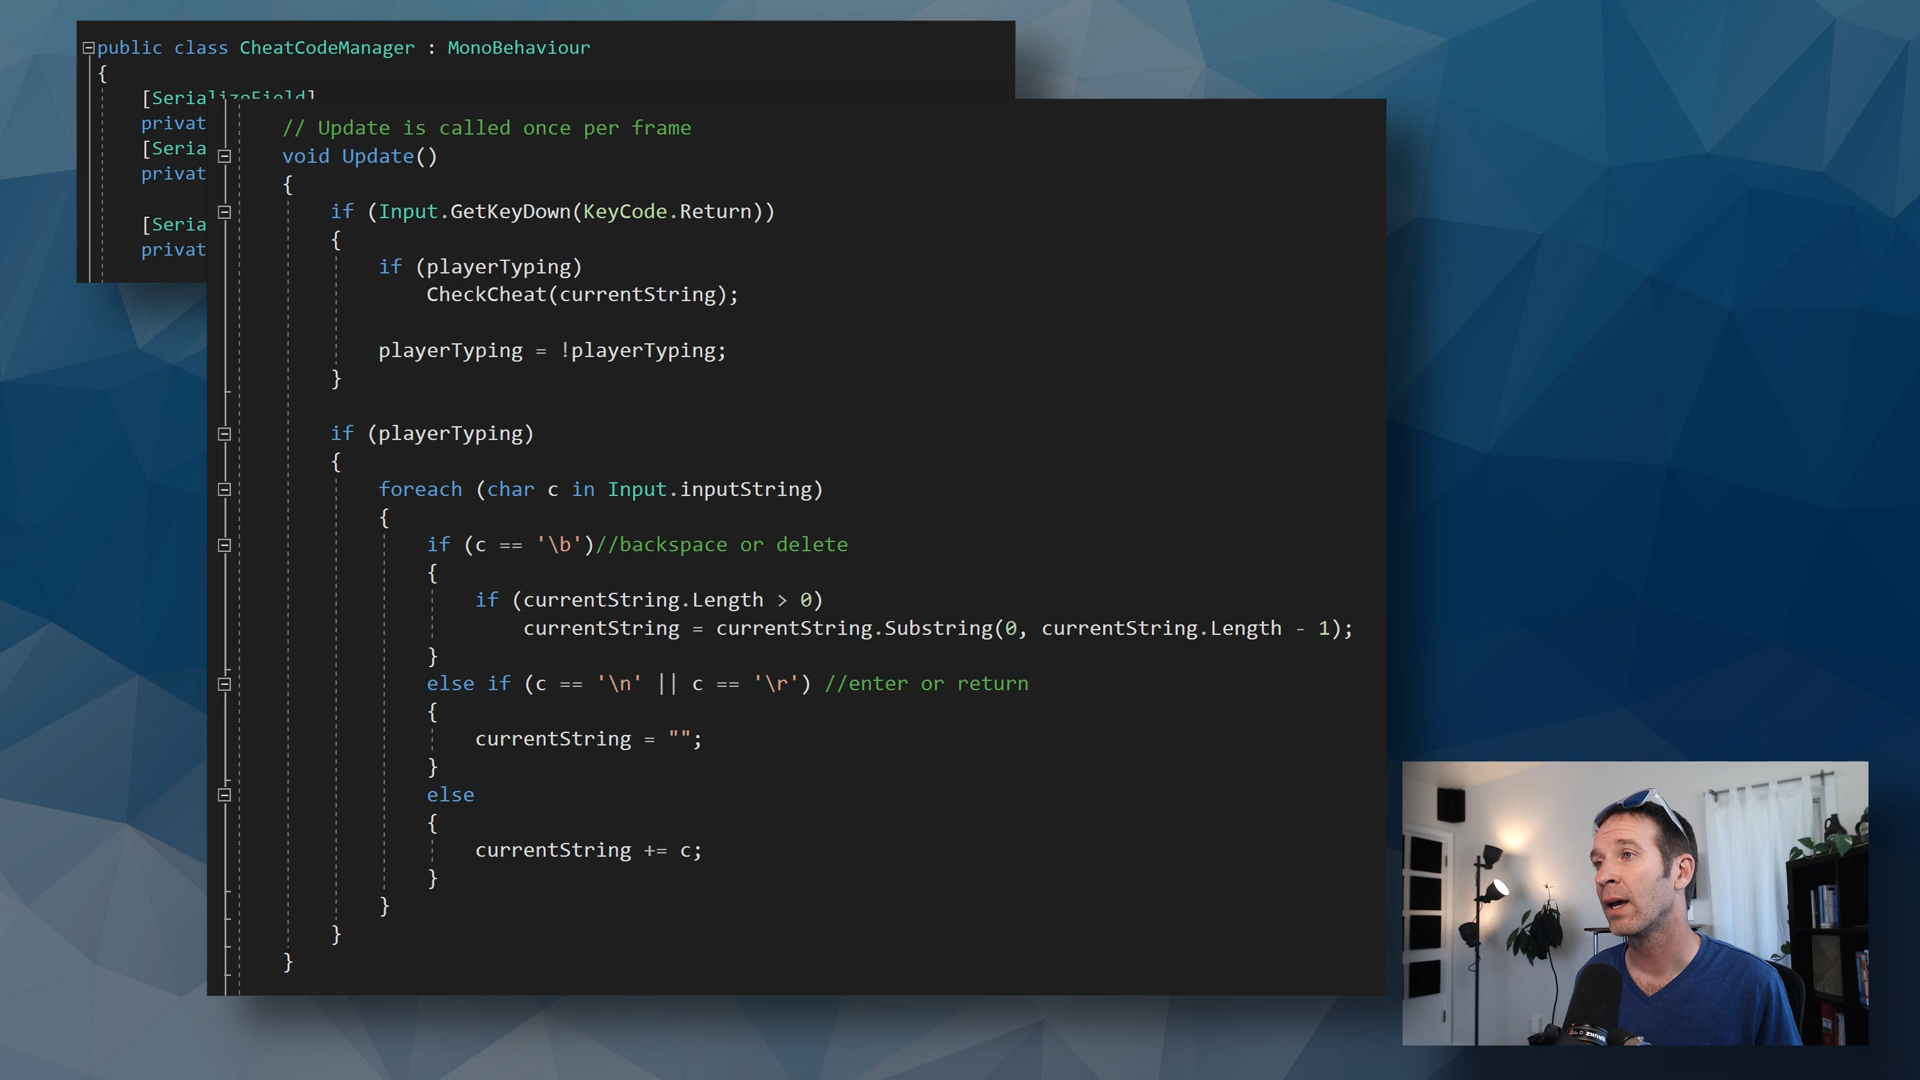 public class CheatCodeManager : MonoBehaviour
{
[SerializeField]
privat
[Seria
privat
[Seria
privat
// Update is called once per frame
void Update()
{
if (Input.GetKeyDown(KeyCode.Return))
{
if (playerTyping)
CheckCheat(currentString);
playerTyping = !playerTyping;
}
if (playerTyping)
{
foreach (char c in Input.inputString)
{
if (c == '\b')//backspace or delete
{
if (currentString.Length > 0)
currentString = currentString.Substring(0, currentString.Length - 1);
}
else if (c == '\n' || c == '\r') //enter or return
{
currentString = "";
}
else
{
currentString += c;
}
}
}
}